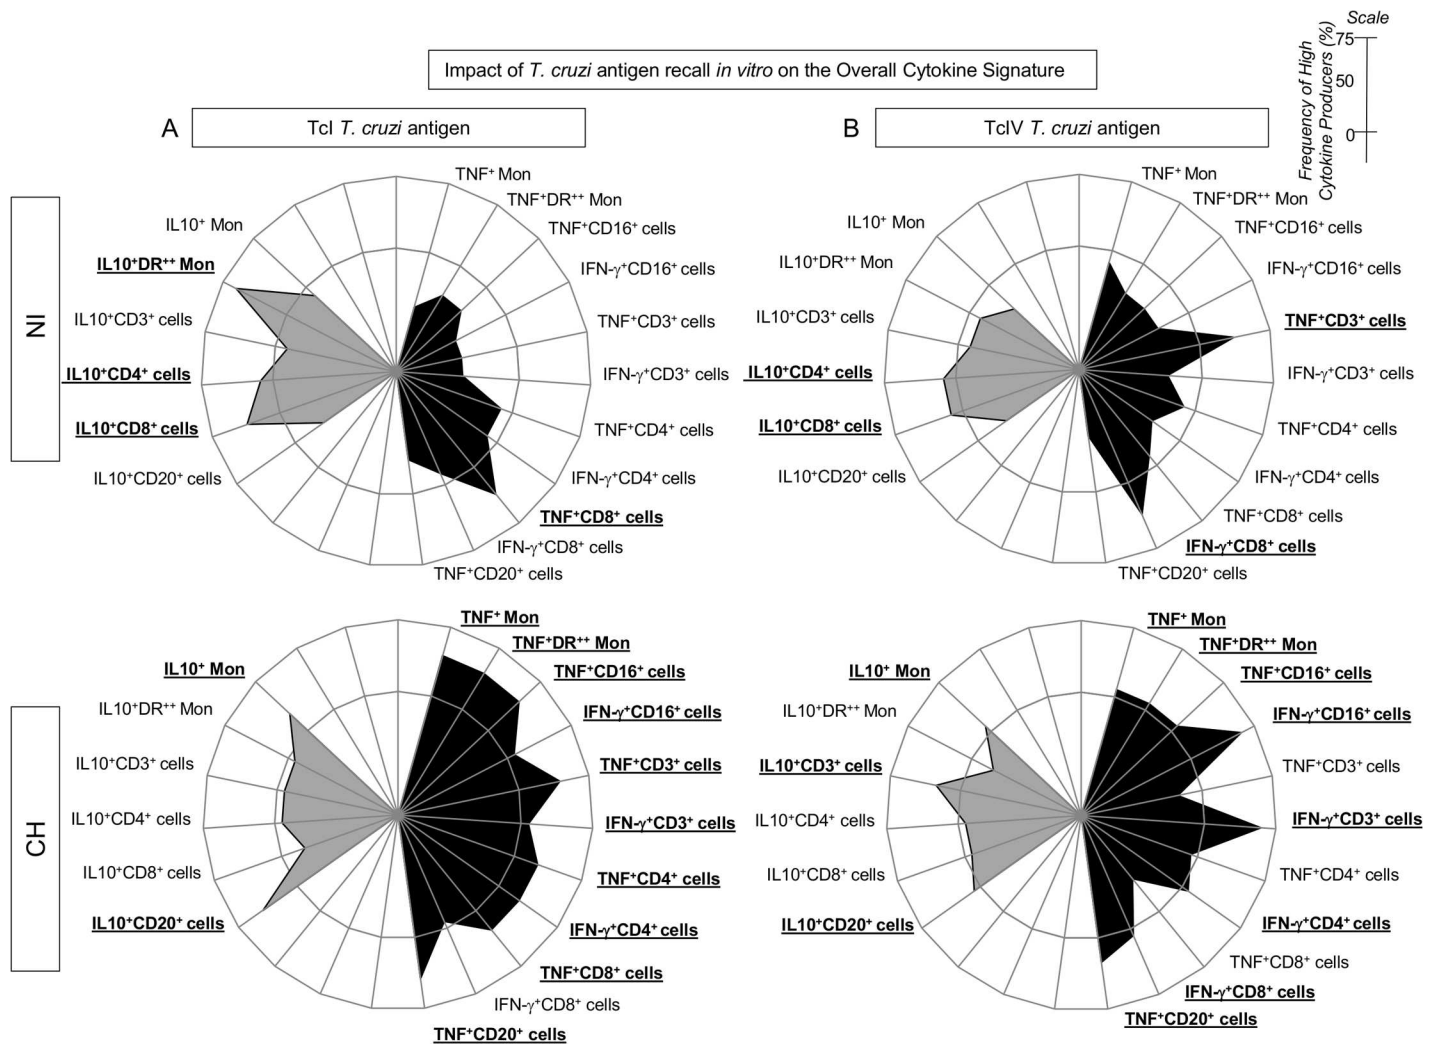 Scale
Frequency of High
Cytokine Producers (%)
75
50
0
Impact of T. cruzi antigen recall in vitro on the Overall Cytokine Signature
A
TcI T. cruzi antigen
B
TcIV T. cruzi antigen
NI
TNF⁺ Mon
TNF⁺DR⁺⁺ Mon
TNF⁺CD16⁺ cells
IFN-γ⁺CD16⁺ cells
TNF⁺CD3⁺ cells
IFN-γ⁺CD3⁺ cells
TNF⁺CD4⁺ cells
IFN-γ⁺CD4⁺ cells
TNF⁺CD8⁺ cells
IFN-γ⁺CD8⁺ cells
TNF⁺CD20⁺ cells
IL10⁺ Mon
IL10⁺DR⁺⁺ Mon
IL10⁺CD3⁺ cells
IL10⁺CD4⁺ cells
IL10⁺CD8⁺ cells
IL10⁺CD20⁺ cells
TNF⁺ Mon
TNF⁺DR⁺⁺ Mon
TNF⁺CD16⁺ cells
IFN-γ⁺CD16⁺ cells
TNF⁺CD3⁺ cells
IFN-γ⁺CD3⁺ cells
TNF⁺CD4⁺ cells
IFN-γ⁺CD4⁺ cells
TNF⁺CD8⁺ cells
IFN-γ⁺CD8⁺ cells
TNF⁺CD20⁺ cells
IL10⁺ Mon
IL10⁺DR⁺⁺ Mon
IL10⁺CD3⁺ cells
IL10⁺CD4⁺ cells
IL10⁺CD8⁺ cells
IL10⁺CD20⁺ cells
CH
TNF⁺ Mon
TNF⁺DR⁺⁺ Mon
TNF⁺CD16⁺ cells
IFN-γ⁺CD16⁺ cells
TNF⁺CD3⁺ cells
IFN-γ⁺CD3⁺ cells
TNF⁺CD4⁺ cells
IFN-γ⁺CD4⁺ cells
TNF⁺CD8⁺ cells
IFN-γ⁺CD8⁺ cells
TNF⁺CD20⁺ cells
IL10⁺ Mon
IL10⁺DR⁺⁺ Mon
IL10⁺CD3⁺ cells
IL10⁺CD4⁺ cells
IL10⁺CD8⁺ cells
IL10⁺CD20⁺ cells
TNF⁺ Mon
TNF⁺DR⁺⁺ Mon
TNF⁺CD16⁺ cells
IFN-γ⁺CD16⁺ cells
TNF⁺CD3⁺ cells
IFN-γ⁺CD3⁺ cells
TNF⁺CD4⁺ cells
IFN-γ⁺CD4⁺ cells
TNF⁺CD8⁺ cells
IFN-γ⁺CD8⁺ cells
TNF⁺CD20⁺ cells
IL10⁺ Mon
IL10⁺DR⁺⁺ Mon
IL10⁺CD3⁺ cells
IL10⁺CD4⁺ cells
IL10⁺CD8⁺ cells
IL10⁺CD20⁺ cells